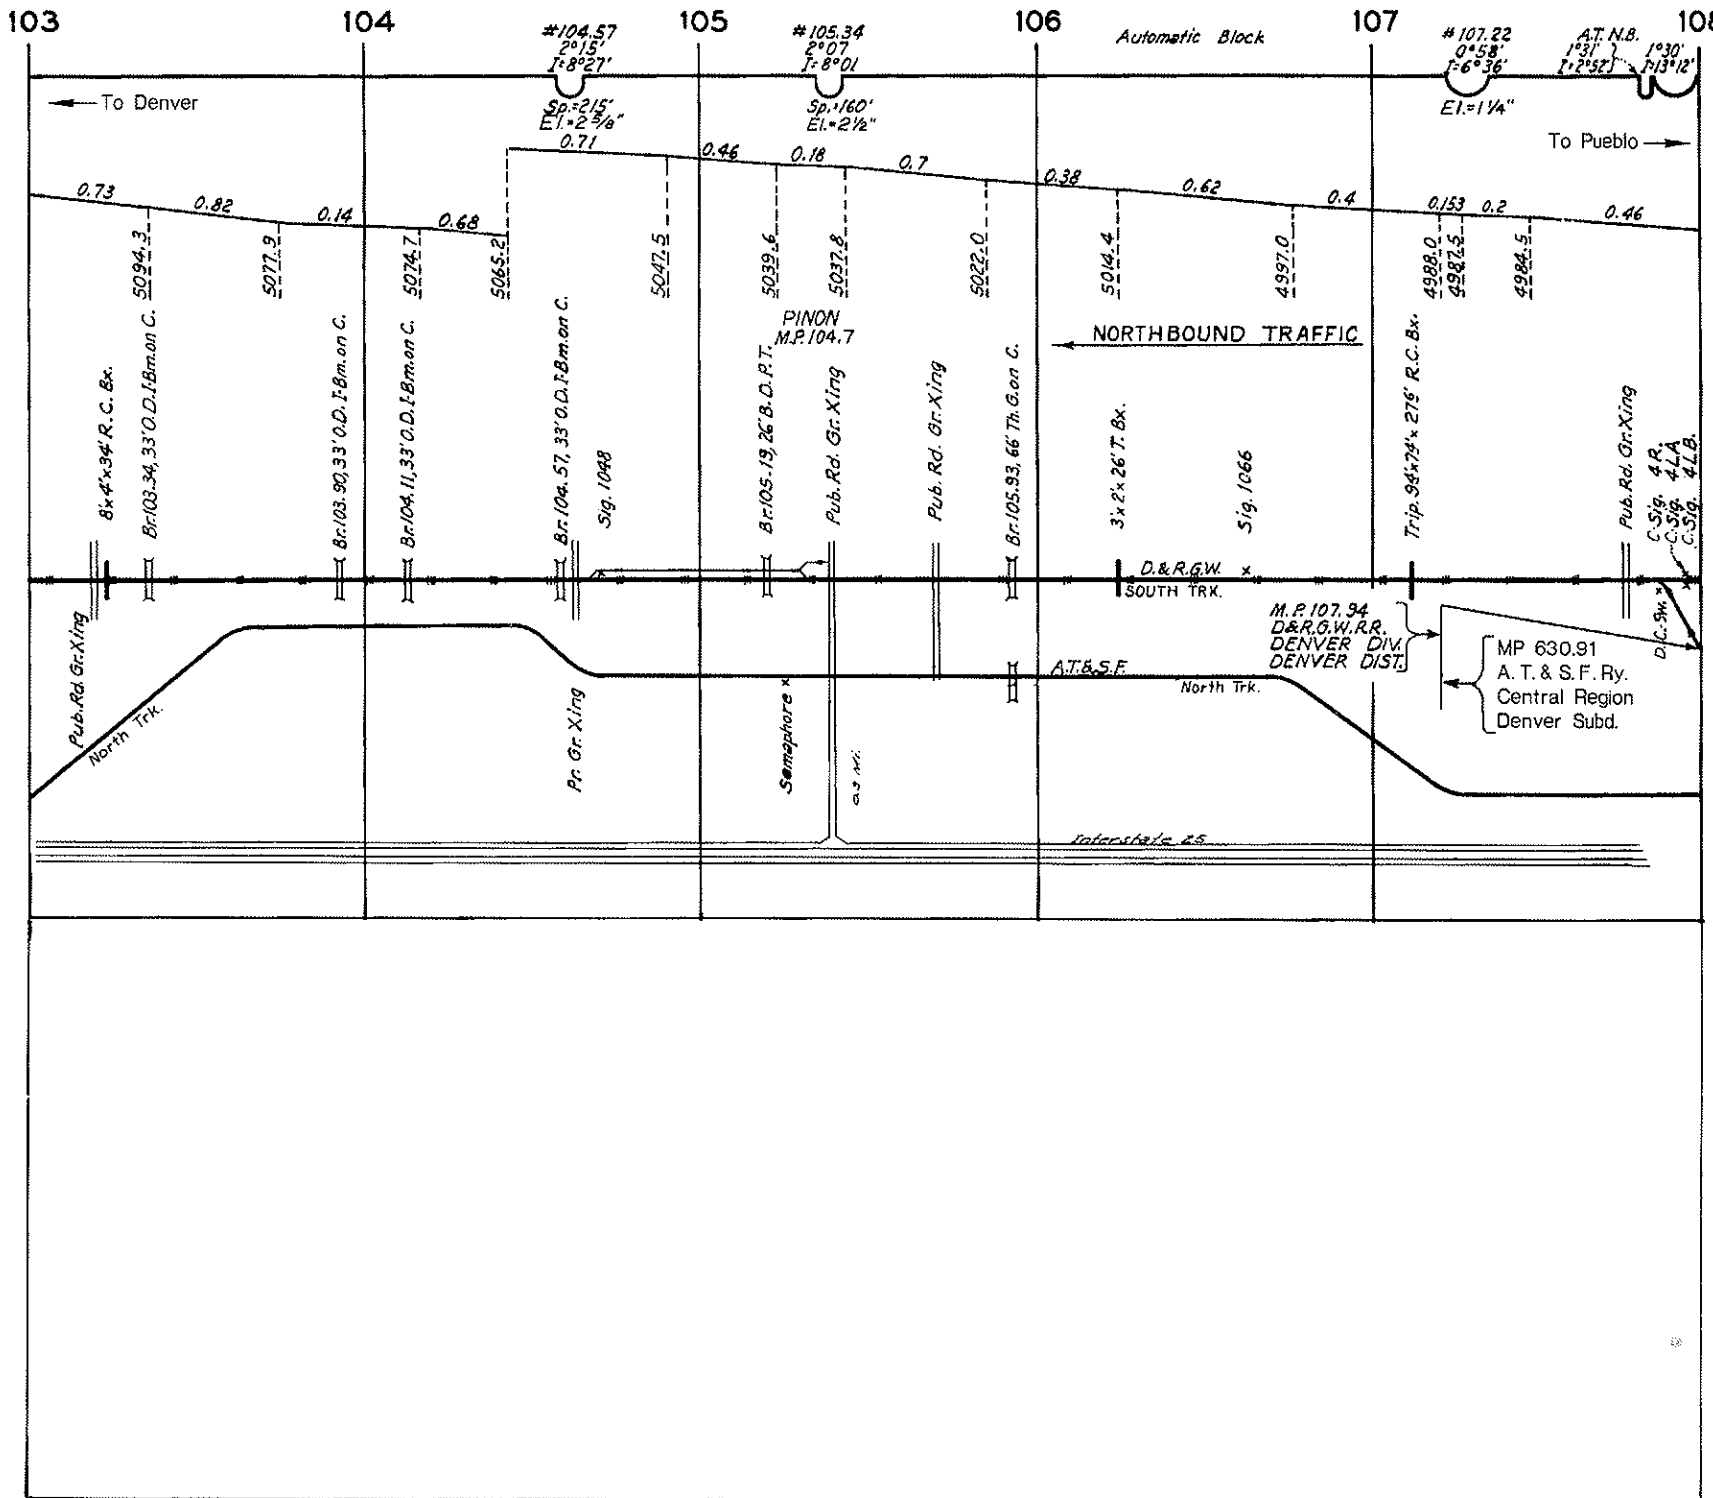 103 104 105 106 107 108
#104.57
2°15'
I=8°27'
Sp.=215'
El.=2 5/8"
#105.34
2°07
I=8°01
Sp.=160'
El.=2½"
Automatic Block
#107.22
0°58'
I=6°36'
El.=1¼"
A.T. N.B.
1°31'
I=2°52'
1°30'
I=13°12'
To Denver
To Pueblo
0.73 0.82 0.14 0.68 0.71 0.46 0.18 0.7 0.38 0.62 0.4 0.153 0.2 0.46
5094.3
5077.9
5074.7
5065.2
5047.5
5039.6
5037.8
5022.0
5014.4
4997.0
4988.0
4987.5
4984.5
PINON
M.P. 104.7
NORTHBOUND TRAFFIC
8'x4'x34' R.C. Bx.
Br.103.34, 33' O.D.I-Bm.on C.
Br.103.90, 33' O.D.I-Bm.on C.
Br.104.11, 33' O.D.I-Bm.on C.
Br.104.57, 33' O.D.I-Bm.on C.
Sig. 1048
Br.105.19, 26' B.D.P.T.
Pub. Rd. Gr. Xing
Pub. Rd. Gr. Xing
Br.105.93, 66' Th.G.on C.
3'x2'x26' T. Bx.
Sig. 1066
Pub. Rd. Gr. Xing
C.Sig. 4R.
C.Sig. 4LA
C.Sig. 4LB.
D.&R.G.W.
SOUTH TRK.
D.C.-Sw.
M.P. 107.94
D&R.G.W.R.R.
DENVER DIV.
DENVER DIST.
MP 630.91
A. T. & S. F. Ry.
Central Region
Denver Subd.
Pub. Rd. Gr. Xing
North Trk.
Pr. Gr. Xing
A.T.&S.F.
North Trk.
Semaphore
0.3 Mi.
Interstate 25